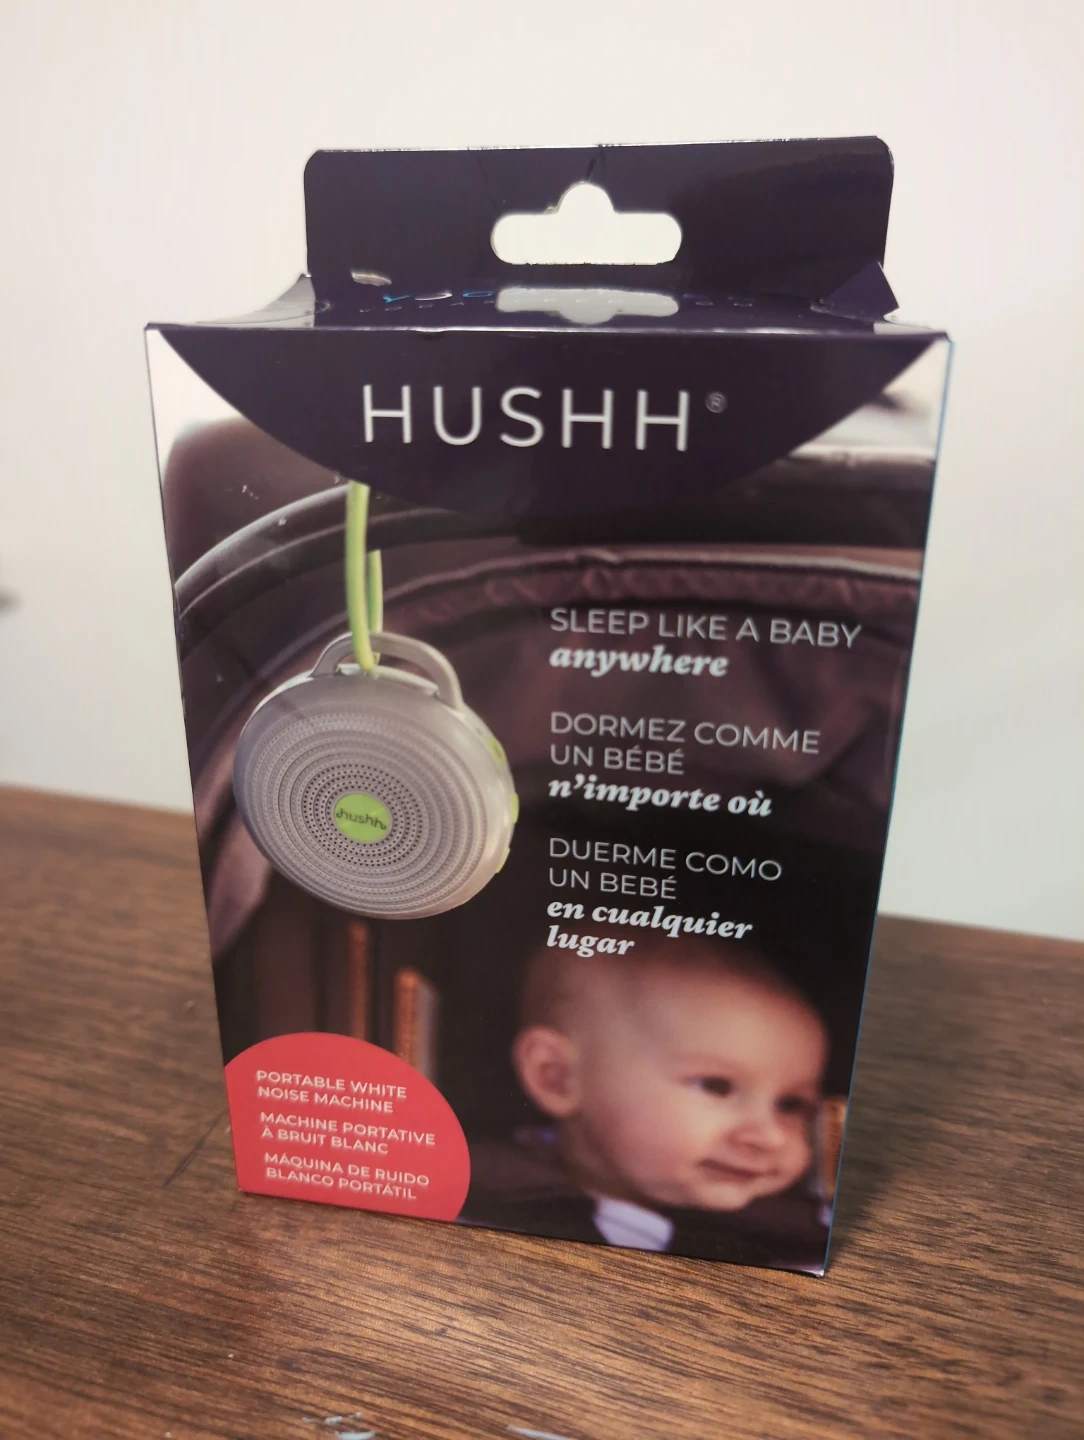 HUSHH®
hushh
SLEEP LIKE A BABY
anywhere
DORMEZ COMME
UN BÉBÉ
n'importe où
DUERME COMO
UN BEBÉ
en cualquier
lugar
PORTABLE WHITE
NOISE MACHINE
MACHINE PORTATIVE
À BRUIT BLANC
MÁQUINA DE RUIDO
BLANCO PORTÁTIL